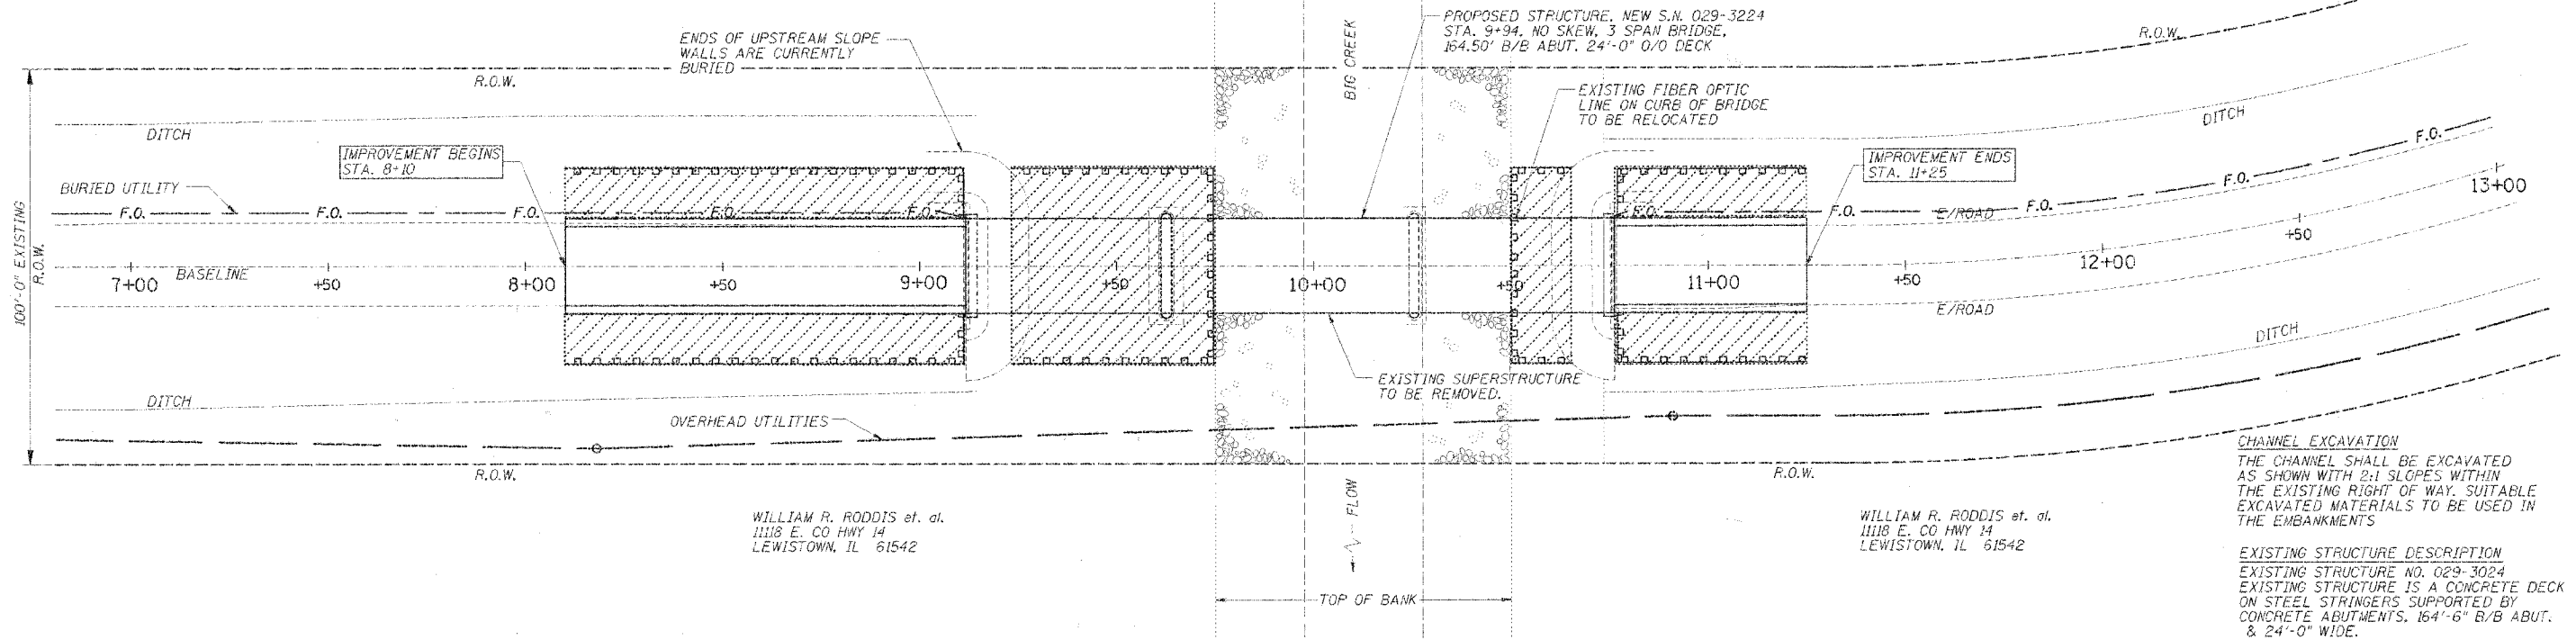 PROPOSED STRUCTURE, NEW S.N. 029-3224
STA. 9+94, NO SKEW, 3 SPAN BRIDGE,
164.50' B/B ABUT. 24'-0" O/O DECK
ENDS OF UPSTREAM SLOPE
WALLS ARE CURRENTLY
BURIED
BIG CREEK
R.O.W.
R.O.W.
EXISTING FIBER OPTIC
LINE ON CURB OF BRIDGE
TO BE RELOCATED
DITCH
DITCH
IMPROVEMENT BEGINS
STA. 8+10
IMPROVEMENT ENDS
STA. 11+25
BURIED UTILITY
100'-0" EXISTING
R.O.W.
F.O.
F.O.
F.O.
F.O.
F.O.
F.O.
F.O.
E/ROAD
F.O.
F.O.
F.O.
13+00
BASELINE
7+00
+50
8+00
+50
9+00
+50
10+00
+50
11+00
+50
12+00
+50
E/ROAD
DITCH
DITCH
EXISTING SUPERSTRUCTURE
TO BE REMOVED.
OVERHEAD UTILITIES
R.O.W.
R.O.W.
FLOW
WILLIAM R. RODDIS et. al.
11118 E. CO HWY 14
LEWISTOWN, IL 61542
WILLIAM R. RODDIS et. al.
11118 E. CO HWY 14
LEWISTOWN, IL 61542
TOP OF BANK
CHANNEL EXCAVATION
THE CHANNEL SHALL BE EXCAVATED
AS SHOWN WITH 2:1 SLOPES WITHIN
THE EXISTING RIGHT OF WAY. SUITABLE
EXCAVATED MATERIALS TO BE USED IN
THE EMBANKMENTS
EXISTING STRUCTURE DESCRIPTION
EXISTING STRUCTURE NO. 029-3024
EXISTING STRUCTURE IS A CONCRETE DECK
ON STEEL STRINGERS SUPPORTED BY
CONCRETE ABUTMENTS, 164'-6" B/B ABUT.
& 24'-0" WIDE.